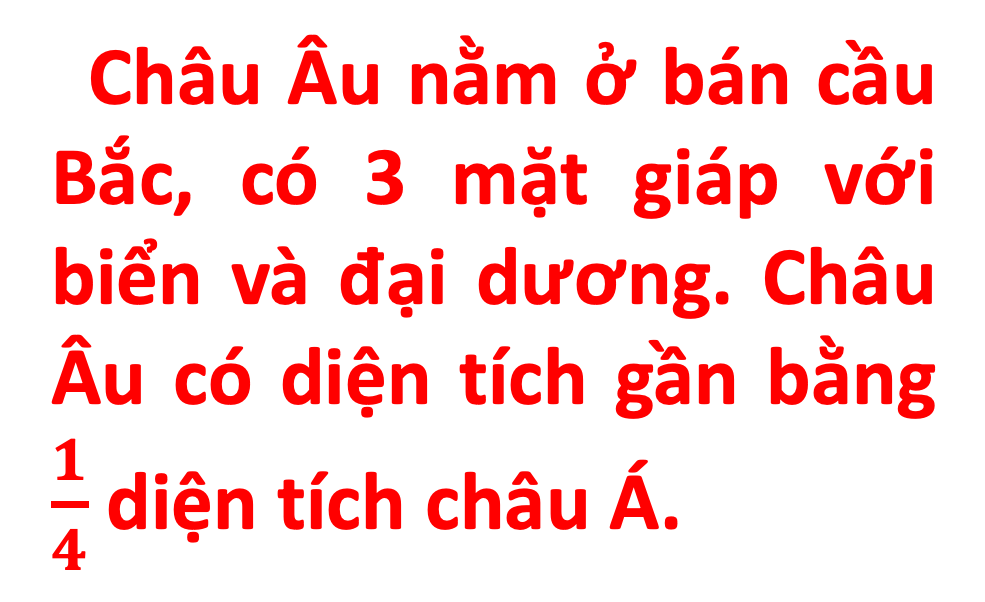 Châu Âu nằm ở bán cầu
Bắc, có 3 mặt giáp với
biển và đại dương. Châu
Âu có diện tích gần bằng
1/4 diện tích châu Á.